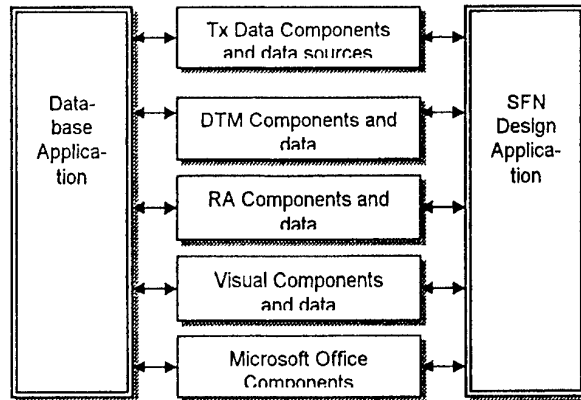 Data-
base
Applica-
tion
Tx Data Components
and data sources
DTM Components and
data
RA Components and
data
Visual Components
and data
Microsoft Office
Components
SFN
Design
Applica-
tion